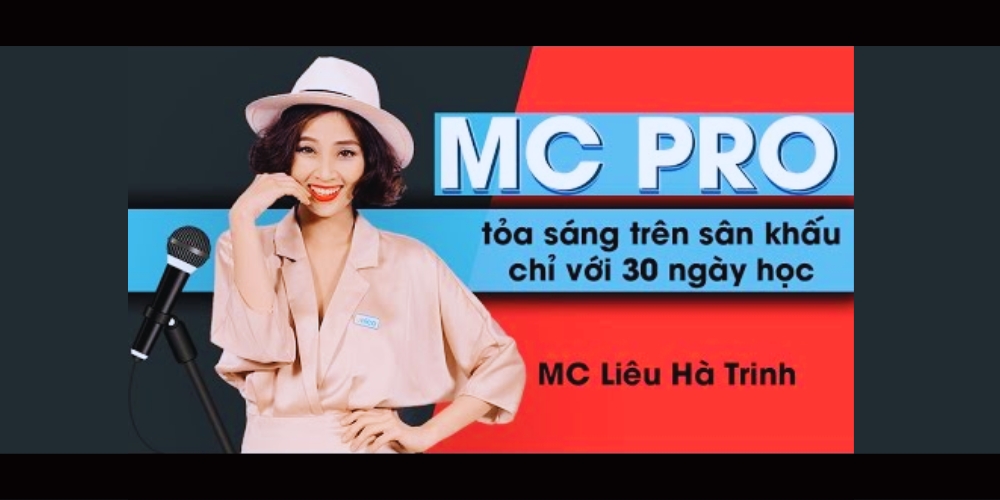 MC PRO
tỏa sáng trên sân khấu
chỉ với 30 ngày học
MC Liêu Hà Trinh